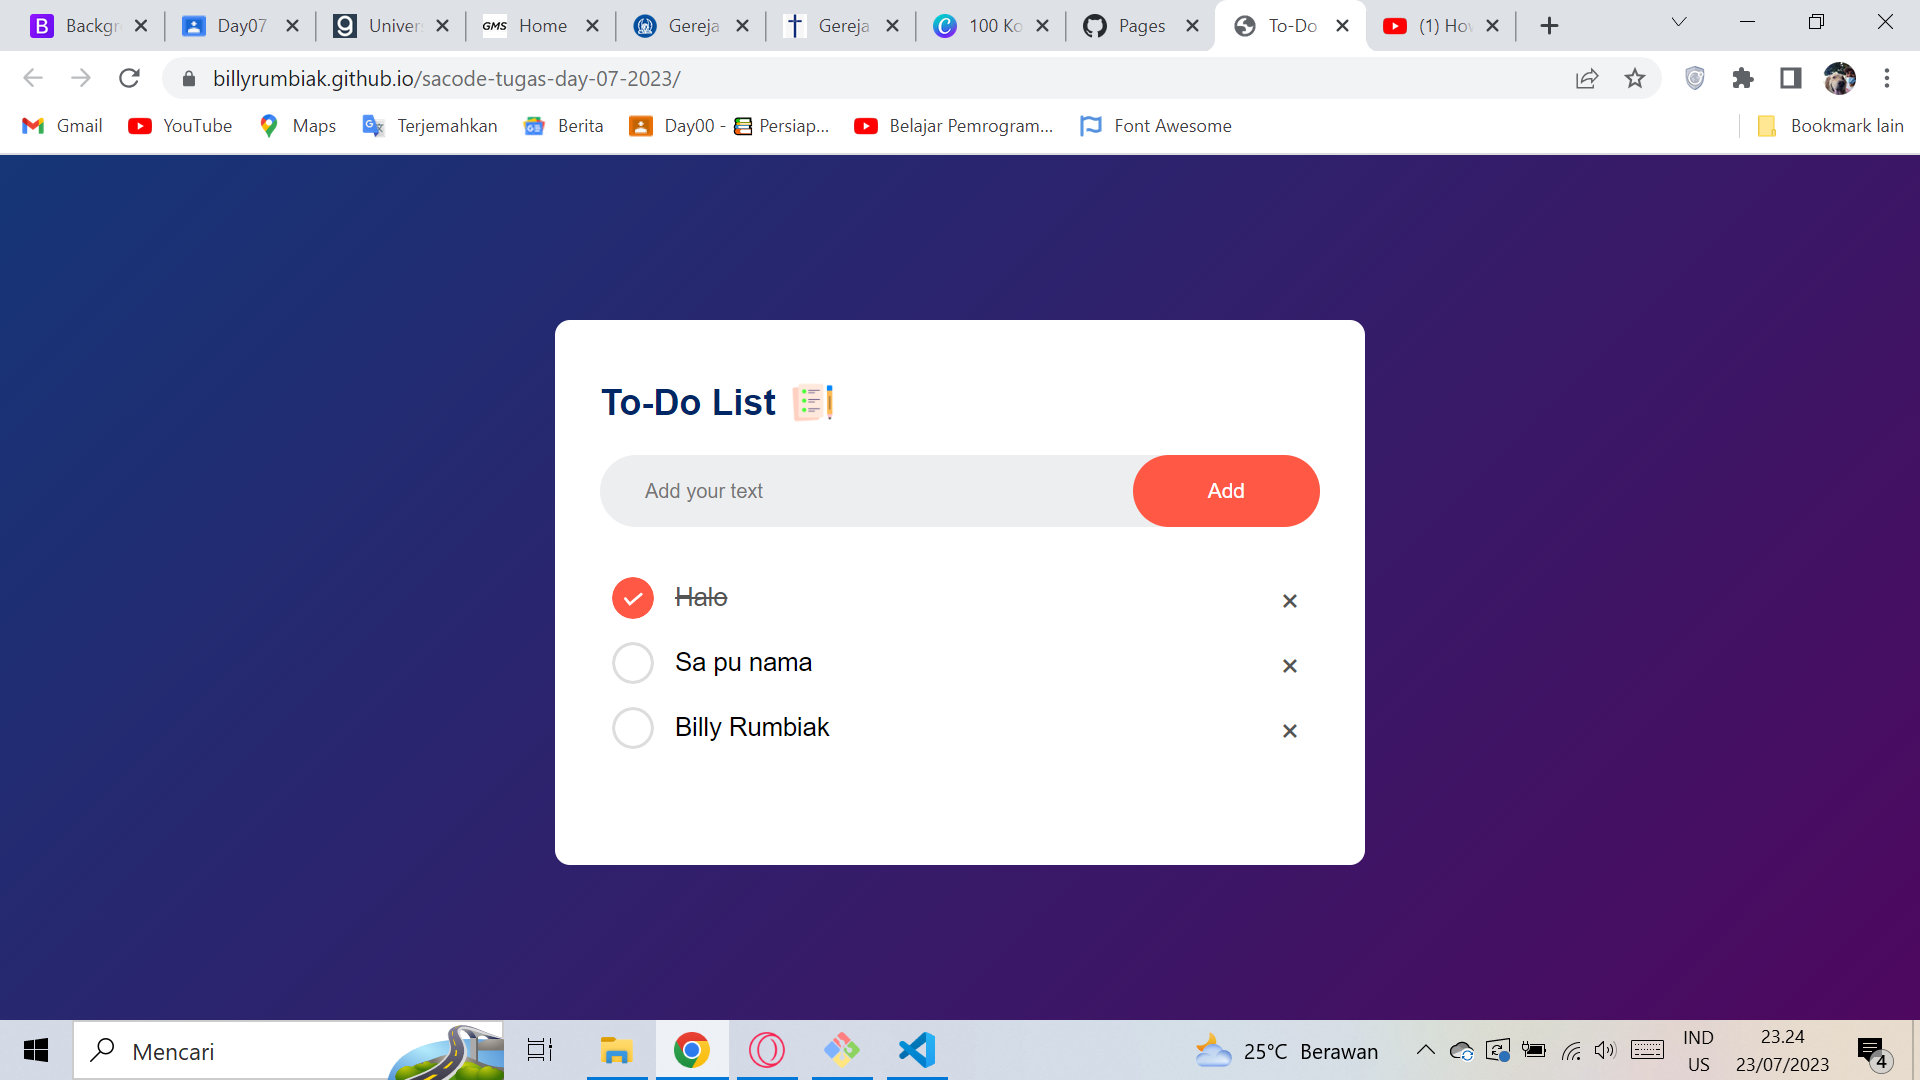 Backgr
Day07
Univers
GMS Home
Gereja
Gereja
100 Ko
Pages
To-Do
(1) How
billyrumbiak.github.io/sacode-tugas-day-07-2023/
Gmail
YouTube
Maps
Terjemahkan
Berita
Day00 - 📚 Persiap...
Belajar Pemrogram...
Font Awesome
Bookmark lain
To-Do List
Add your text
Add
Halo
Sa pu nama
Billy Rumbiak
Mencari
25°C Berawan
IND
US
23.24
23/07/2023
4